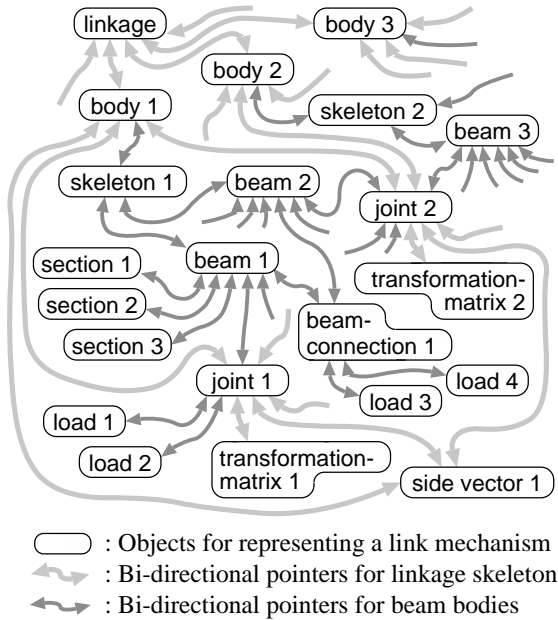 linkage
body 3
body 2
body 1
skeleton 2
beam 3
skeleton 1
beam 2
joint 2
section 1
beam 1
section 2
transformation-
matrix 2
section 3
beam-
connection 1
joint 1
load 4
load 3
load 1
load 2
transformation-
matrix 1
side vector 1
: Objects for representing a link mechanism
: Bi-directional pointers for linkage skeleton
: Bi-directional pointers for beam bodies